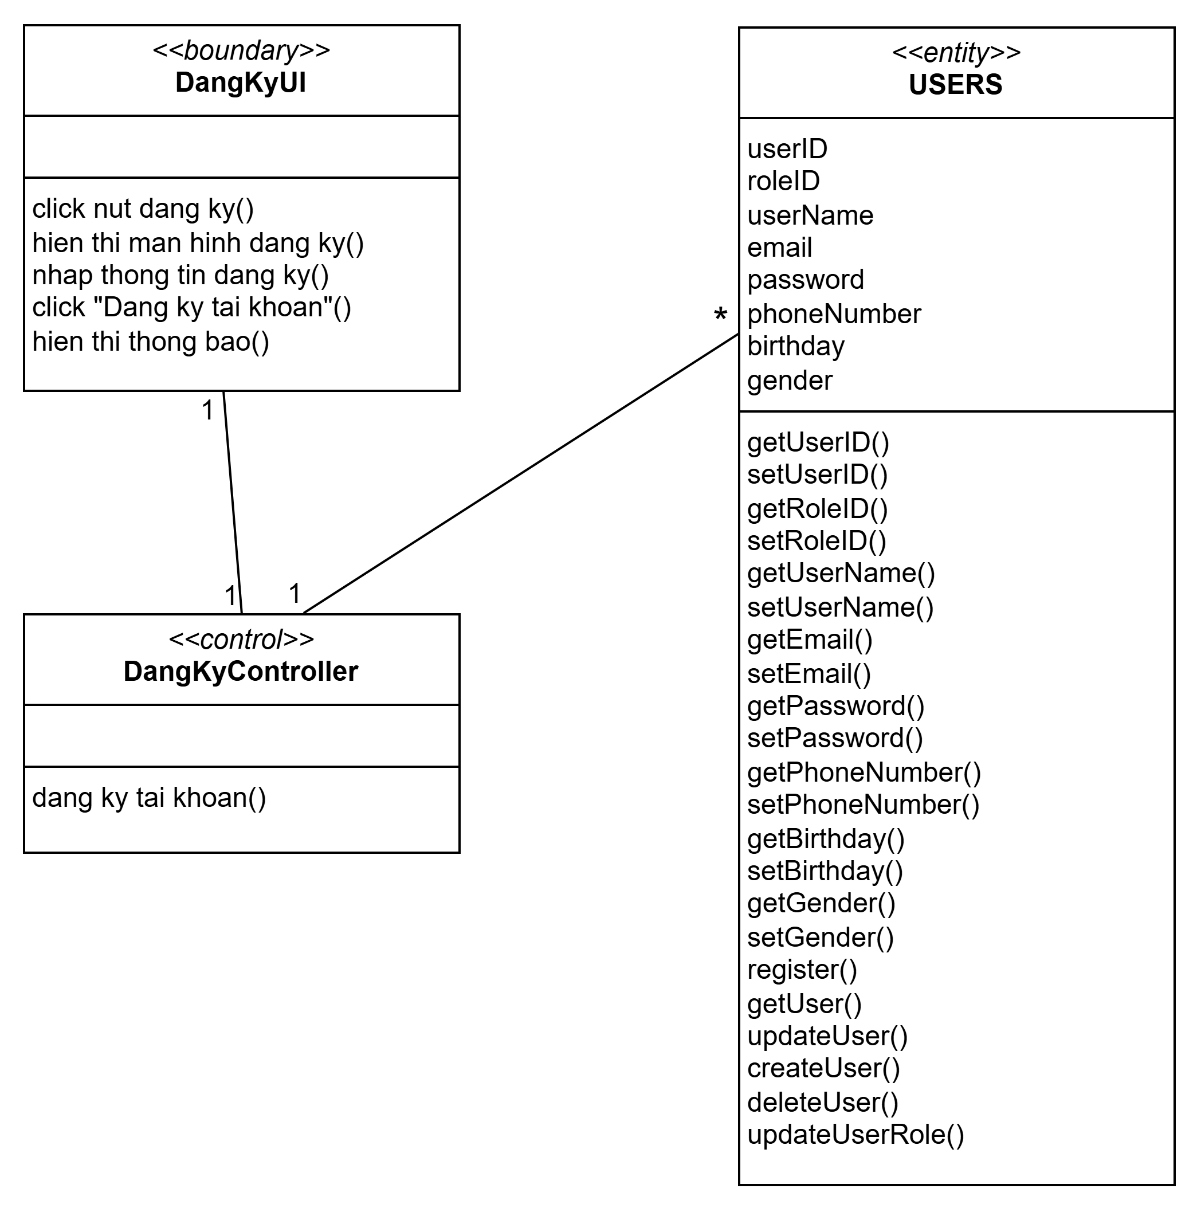 <<boundary>>
DangKyUI
click nut dang ky()
hien thi man hinh dang ky()
nhap thong tin dang ky()
click "Dang ky tai khoan"()
hien thi thong bao()
1
1
1
*
<<control>>
DangKyController
dang ky tai khoan()
<<entity>>
USERS
userID
roleID
userName
email
password
phoneNumber
birthday
gender
getUserID()
setUserID()
getRoleID()
setRoleID()
getUserName()
setUserName()
getEmail()
setEmail()
getPassword()
setPassword()
getPhoneNumber()
setPhoneNumber()
getBirthday()
setBirthday()
getGender()
setGender()
register()
getUser()
updateUser()
createUser()
deleteUser()
updateUserRole()